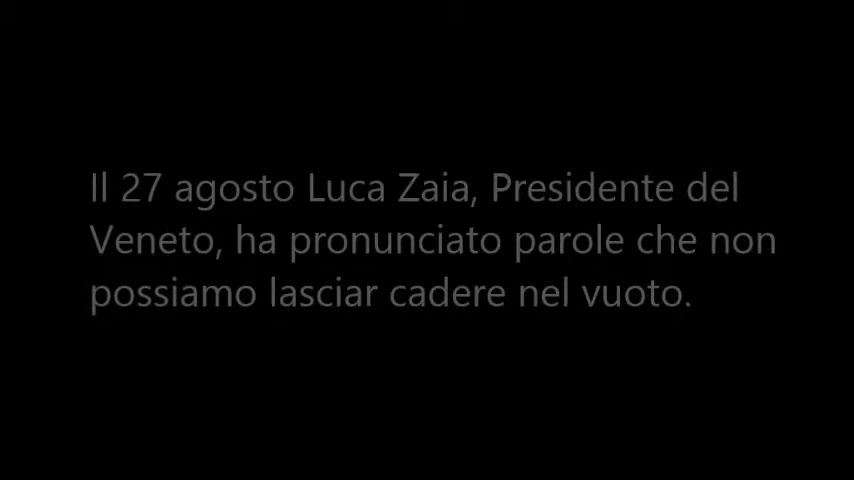 Il 27 agosto Luca Zaia, Presidente del
Veneto, ha pronunciato parole che non
possiamo lasciar cadere nel vuoto.